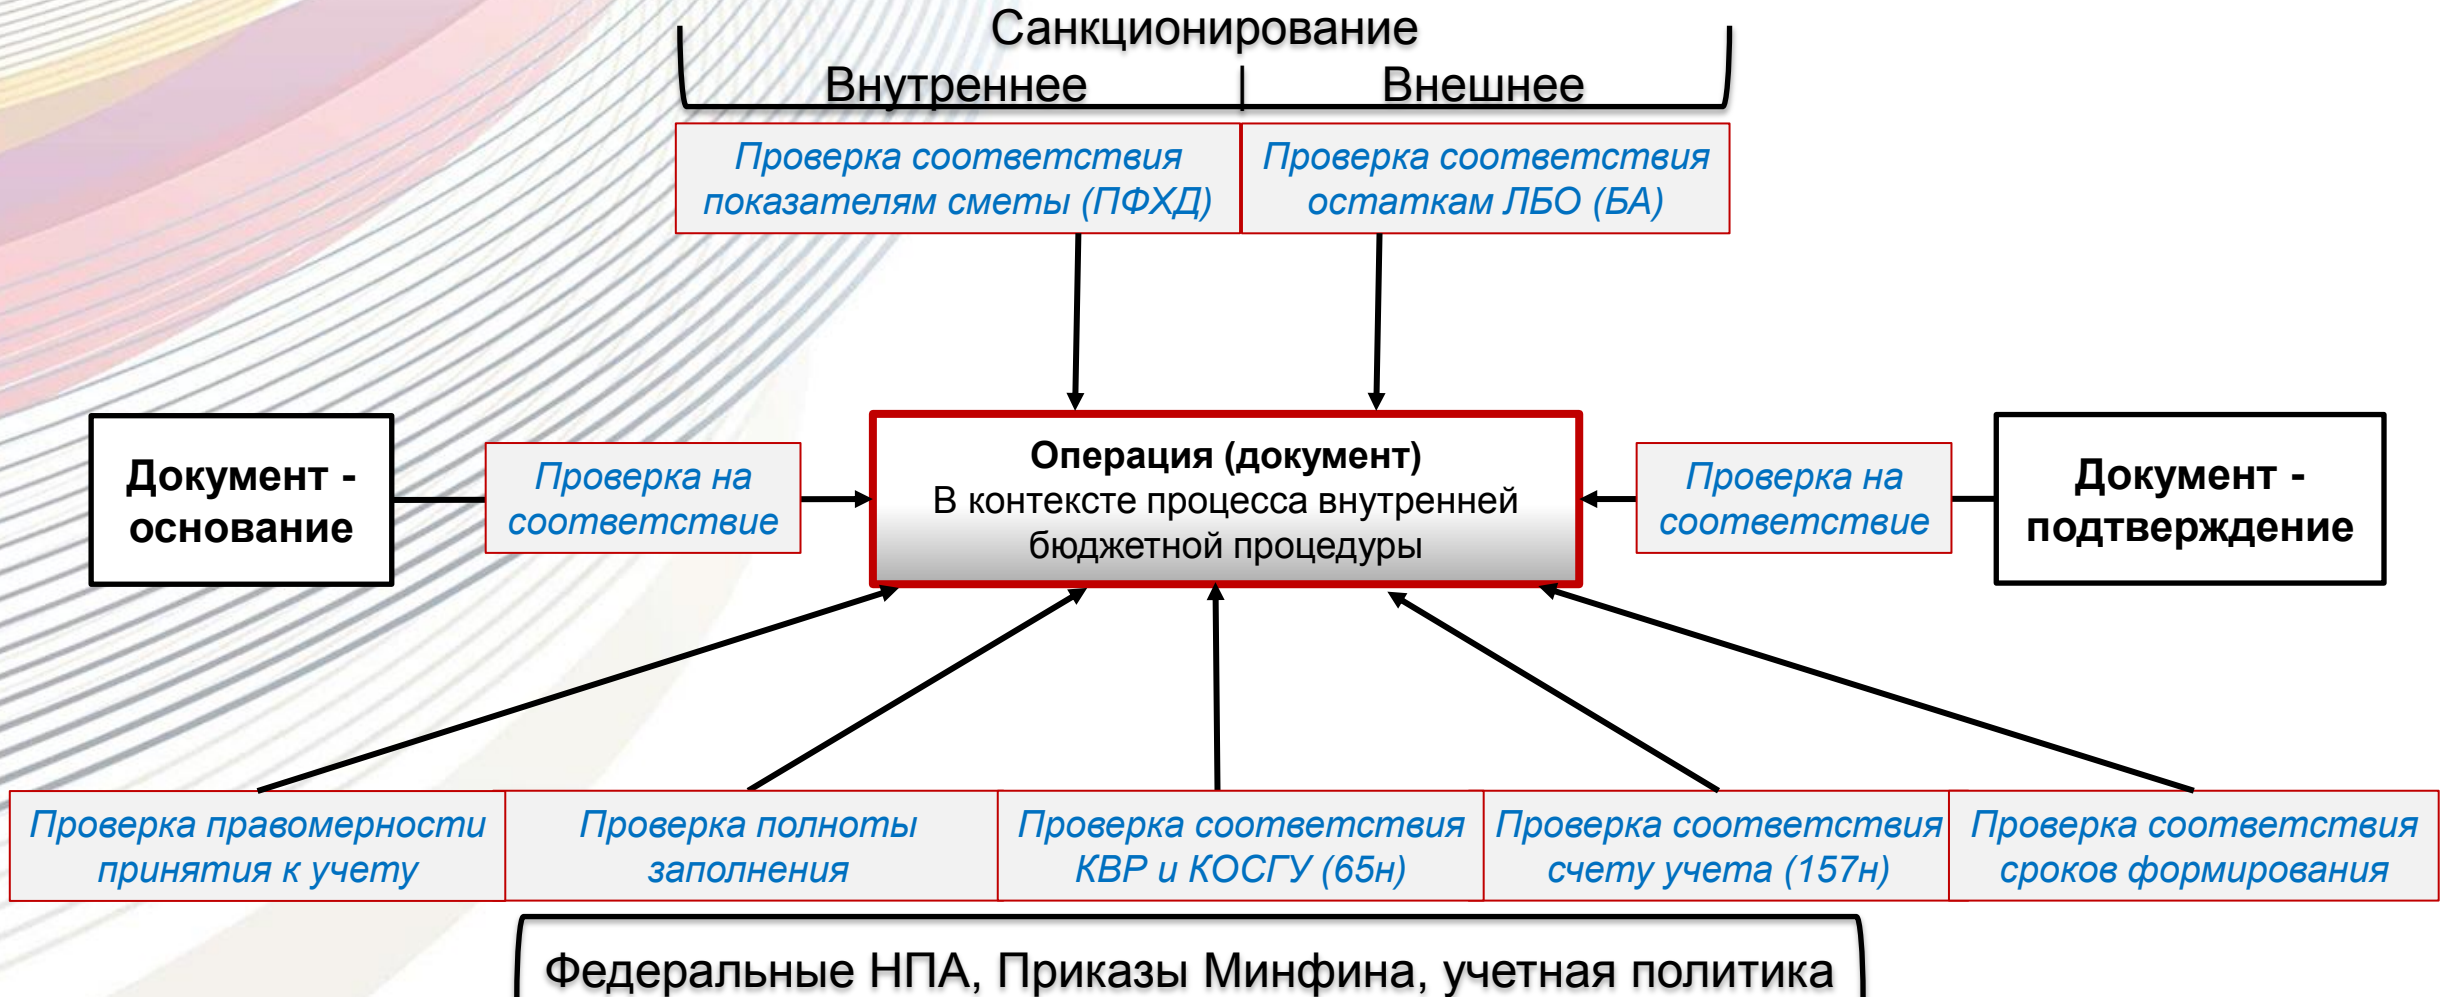 Санкционирование
Внутреннее | Внешнее
Проверка соответствия
показателям сметы (ПФХД)
Проверка соответствия
остаткам ЛБО (БА)
Документ -
основание
Проверка на
соответствие
Операция (документ)
В контексте процесса внутренней
бюджетной процедуры
Проверка на
соответствие
Документ -
подтверждение
Проверка правомерности
принятия к учету
Проверка полноты
заполнения
Проверка соответствия
КВР и КОСГУ (65н)
Проверка соответствия
счету учета (157н)
Проверка соответствия
сроков формирования
Федеральные НПА, Приказы Минфина, учетная политика